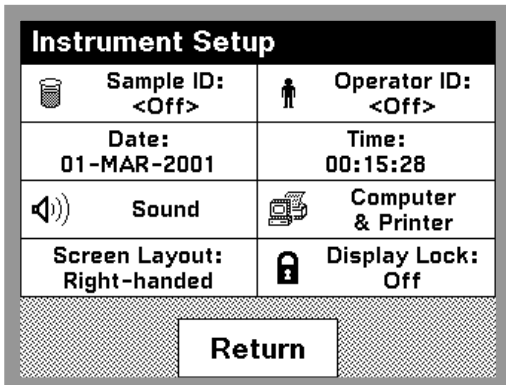 Instrument Setup
Sample ID:
<Off>
Operator ID:
<Off>
Date:
01-MAR-2001
Time:
00:15:28
Sound
Computer
& Printer
Screen Layout:
Right-handed
Display Lock:
Off
Return